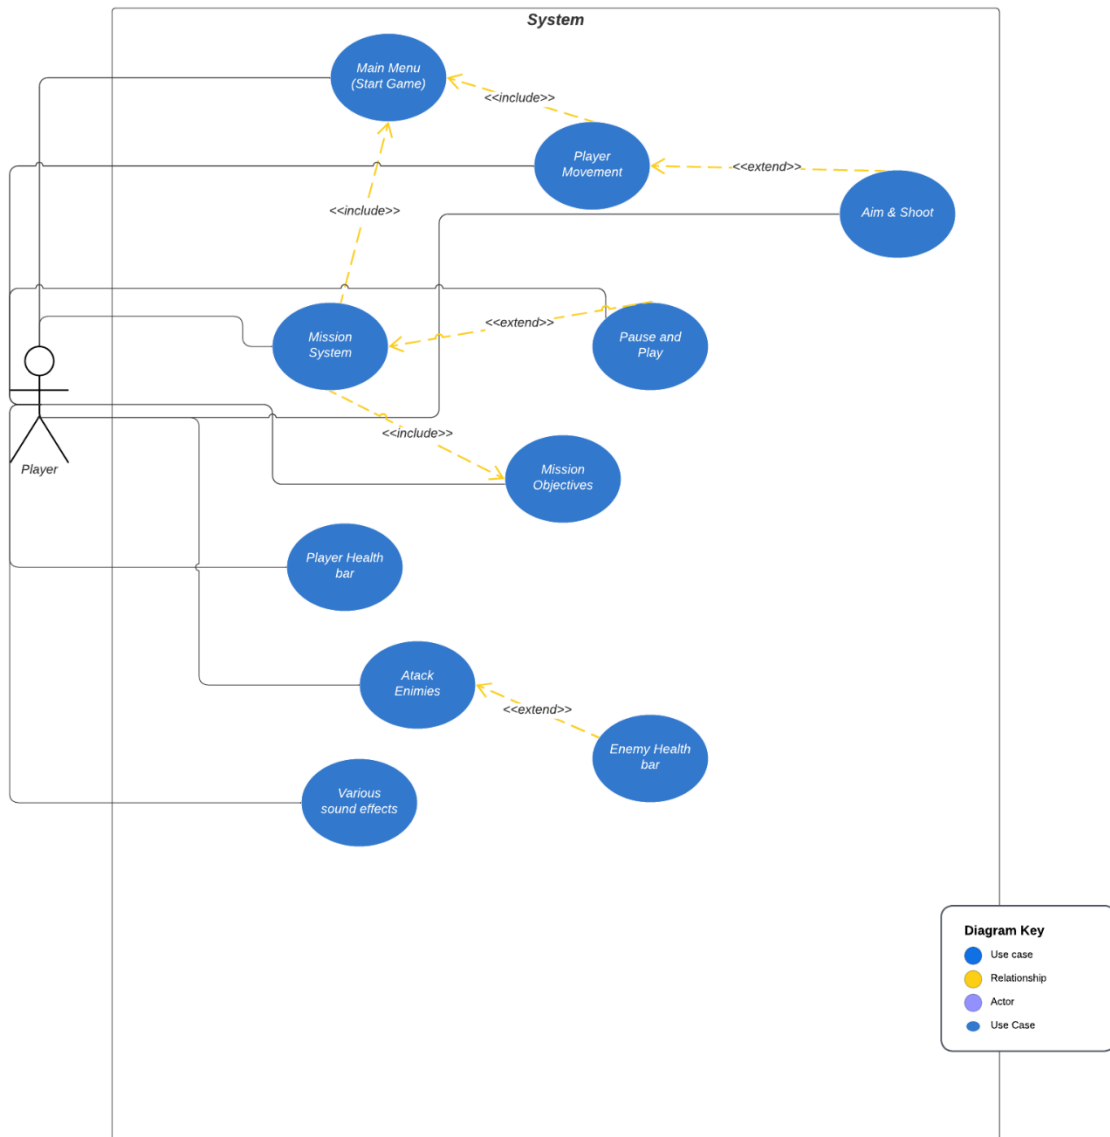 System
Main Menu
(Start Game)
<<include>>
Player
Movement
<<extend>>
Aim & Shoot
<<include>>
Mission
System
<<extend>>
Pause and
Play
<<include>>
Mission
Objectives
Player
Player Health
bar
Atack
Enimies
<<extend>>
Enemy Health
bar
Various
sound effects
Diagram Key
Use case
Relationship
Actor
Use Case